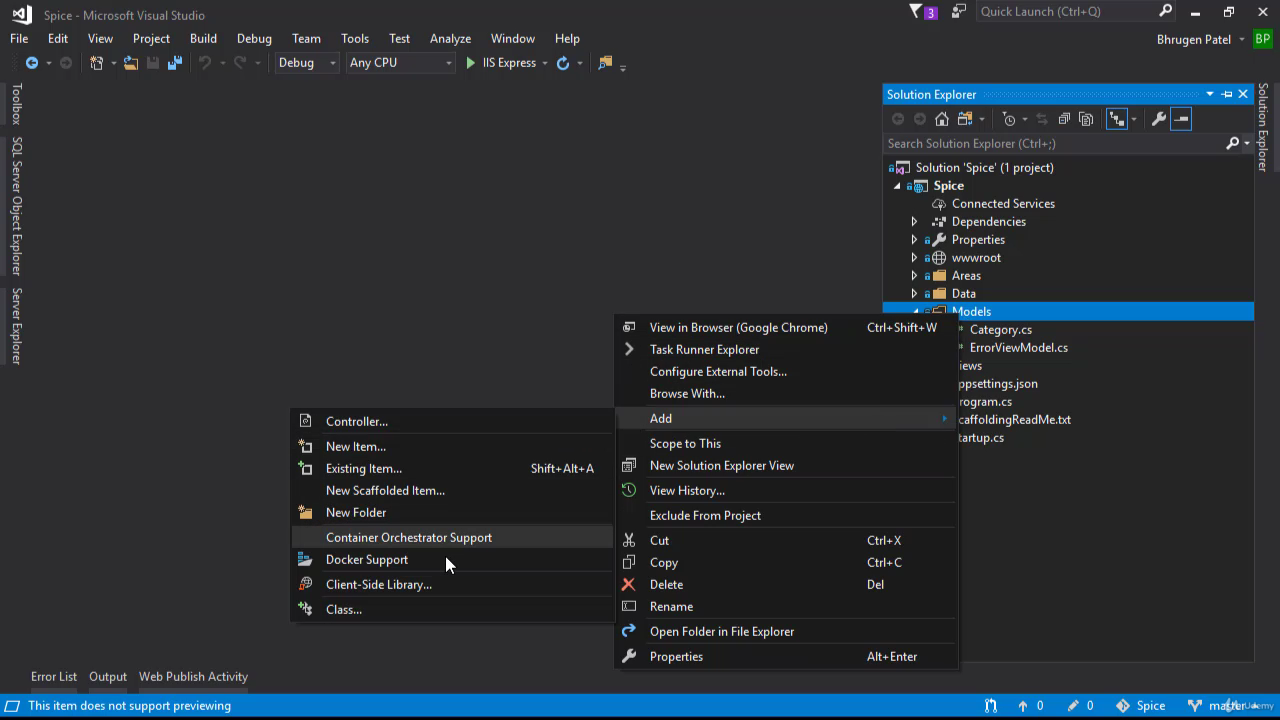 Spice - Microsoft Visual Studio
3
Quick Launch (Ctrl+Q)
File Edit View Project Build Debug Team Tools Test Analyze Window Help
Bhrugen Patel BP
Debug Any CPU IIS Express
Toolbox
SQL Server Object Explorer
Server Explorer
Solution Explorer
Solution Explorer
Search Solution Explorer (Ctrl+;)
Solution 'Spice' (1 project)
Spice
Connected Services
Dependencies
Properties
wwwroot
Areas
Data
Models
Category.cs
ErrorViewModel.cs
iews
ppsettings.json
rogram.cs
caffoldingReadMe.txt
tartup.cs
View in Browser (Google Chrome) Ctrl+Shift+W
Task Runner Explorer
Configure External Tools...
Browse With...
Add
Scope to This
New Solution Explorer View
View History...
Exclude From Project
Cut Ctrl+X
Copy Ctrl+C
Delete Del
Rename
Open Folder in File Explorer
Properties Alt+Enter
Controller...
New Item...
Existing Item... Shift+Alt+A
New Scaffolded Item...
New Folder
Container Orchestrator Support
Docker Support
Client-Side Library...
Class...
Error List Output Web Publish Activity
This item does not support previewing
0 0 Spice master
Udemy